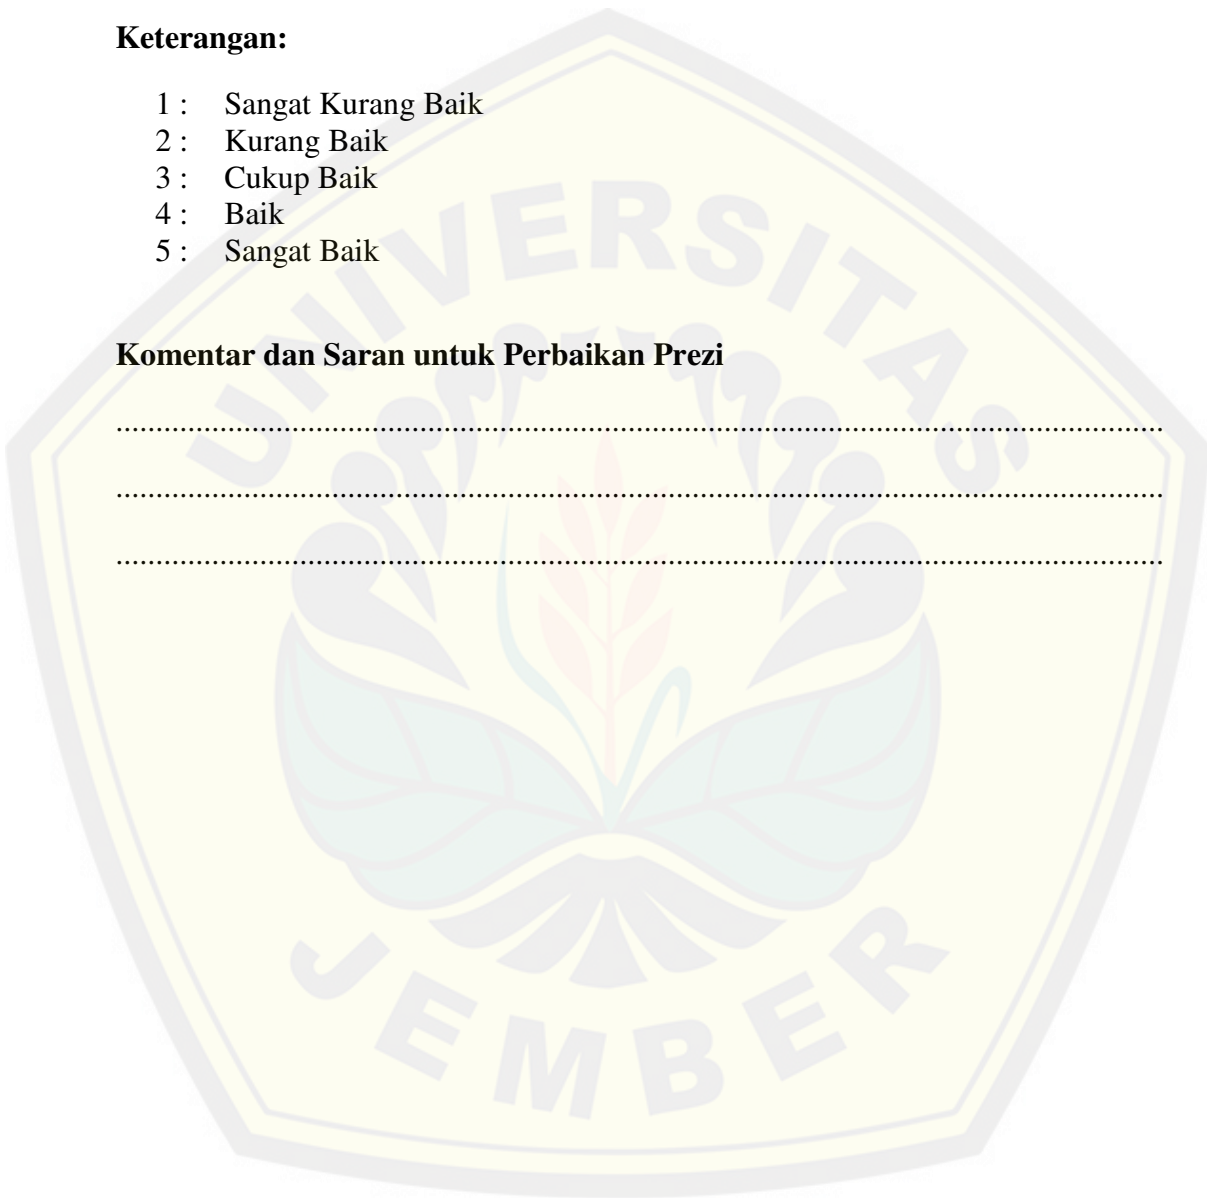 Keterangan:
1 : Sangat Kurang Baik
2 : Kurang Baik
3 : Cukup Baik
4 : Baik
5 : Sangat Baik
Komentar dan Saran untuk Perbaikan Prezi
....................................................................................................................................
....................................................................................................................................
....................................................................................................................................
UNIVERSITAS
JEMBER